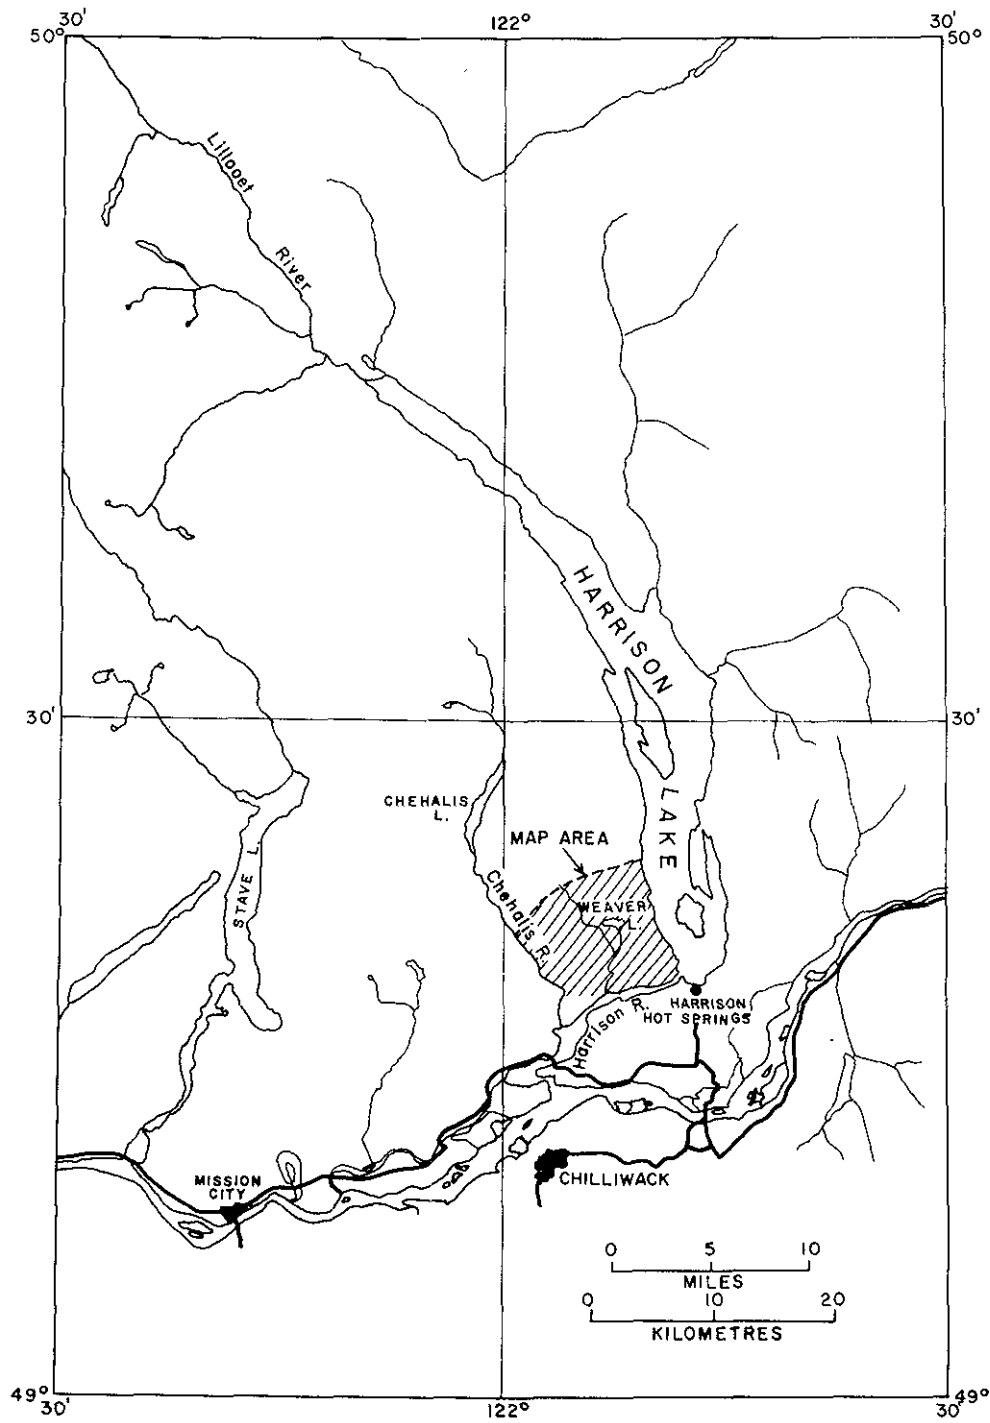 30'
122°
30'
50°
50°
Lillooet
River
HARRISON
LAKE
30'
30'
CHEHALIS
L.
MAP AREA
STAVE L.
Chehalis R.
WEAVER
L.
Harrison R.
HARRISON
HOT SPRINGS
MISSION
CITY
CHILLIWACK
0 5 10
MILES
0 10 20
KILOMETRES
49°
30'
122°
30'